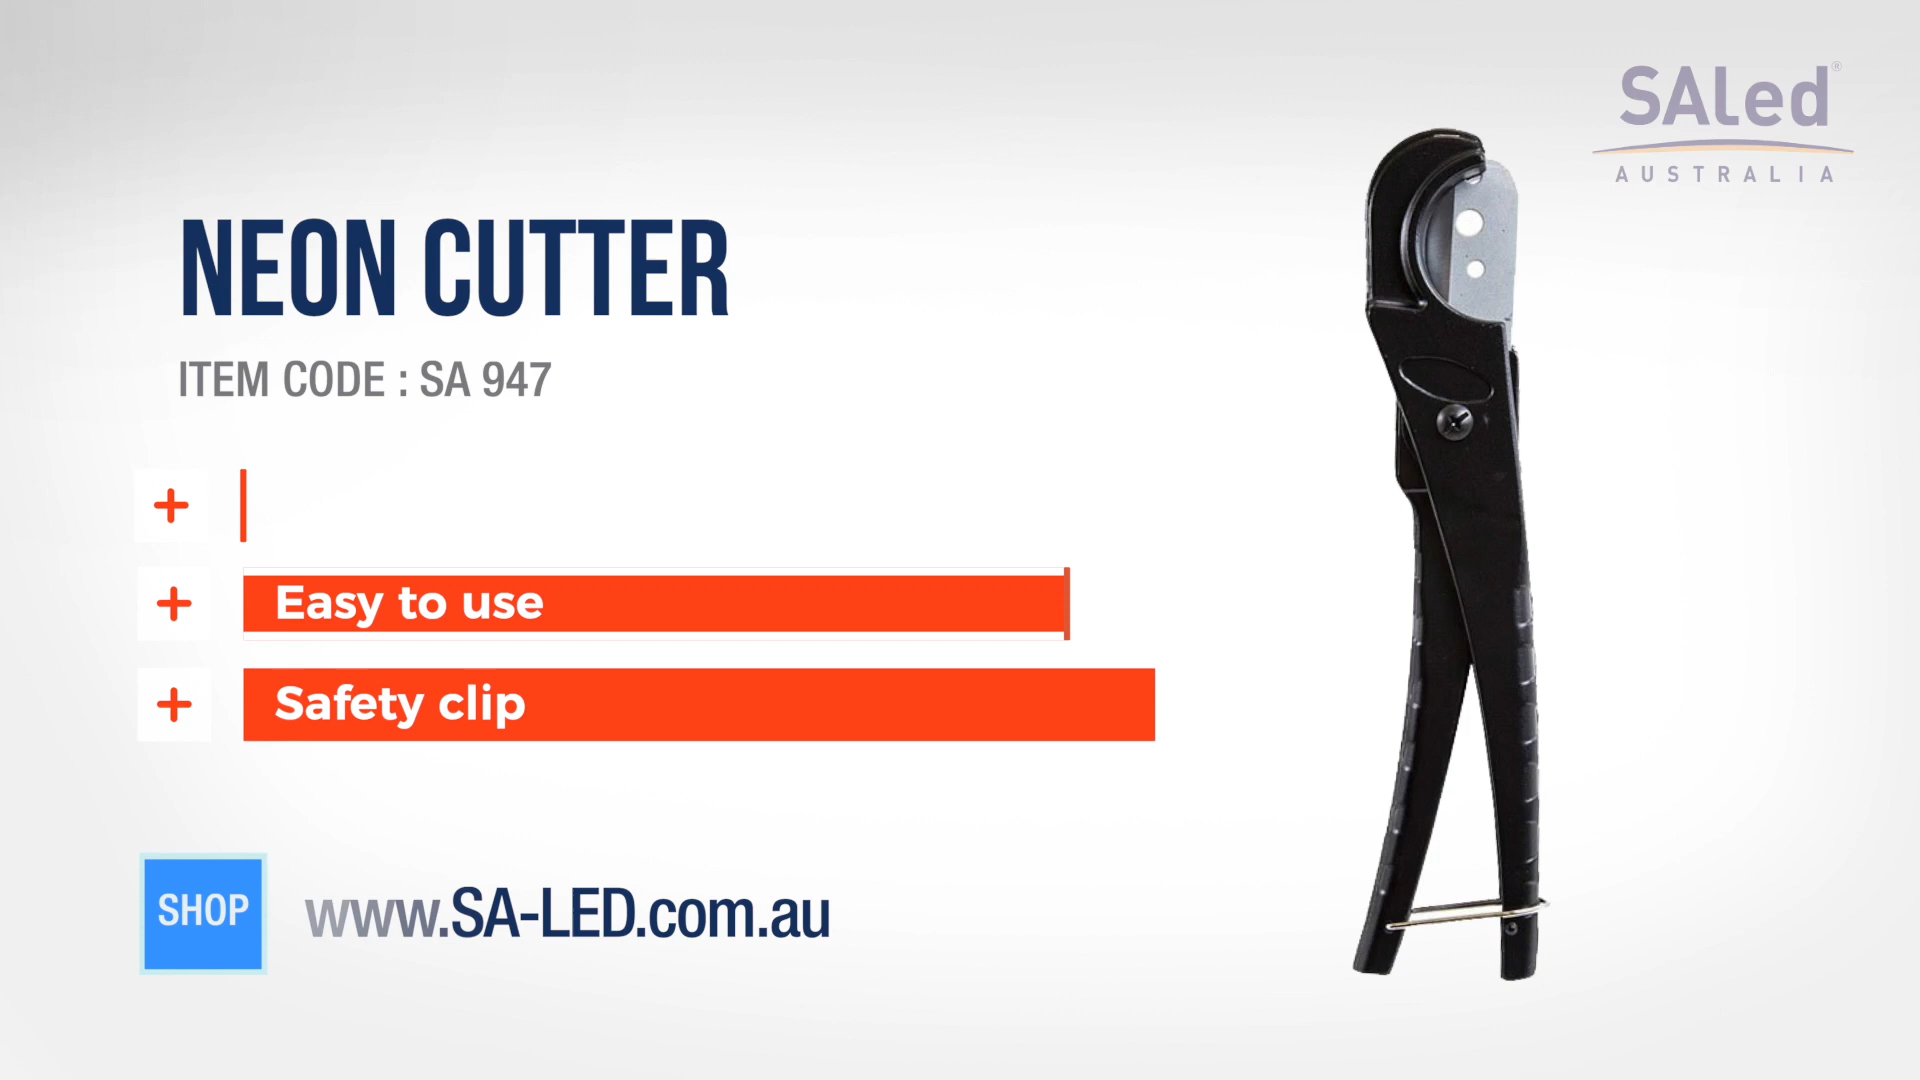 SALed®
AUSTRALIA
NEON CUTTER
ITEM CODE : SA 947
+
+ Easy to use
+ Safety clip
SHOP www.SA-LED.com.au